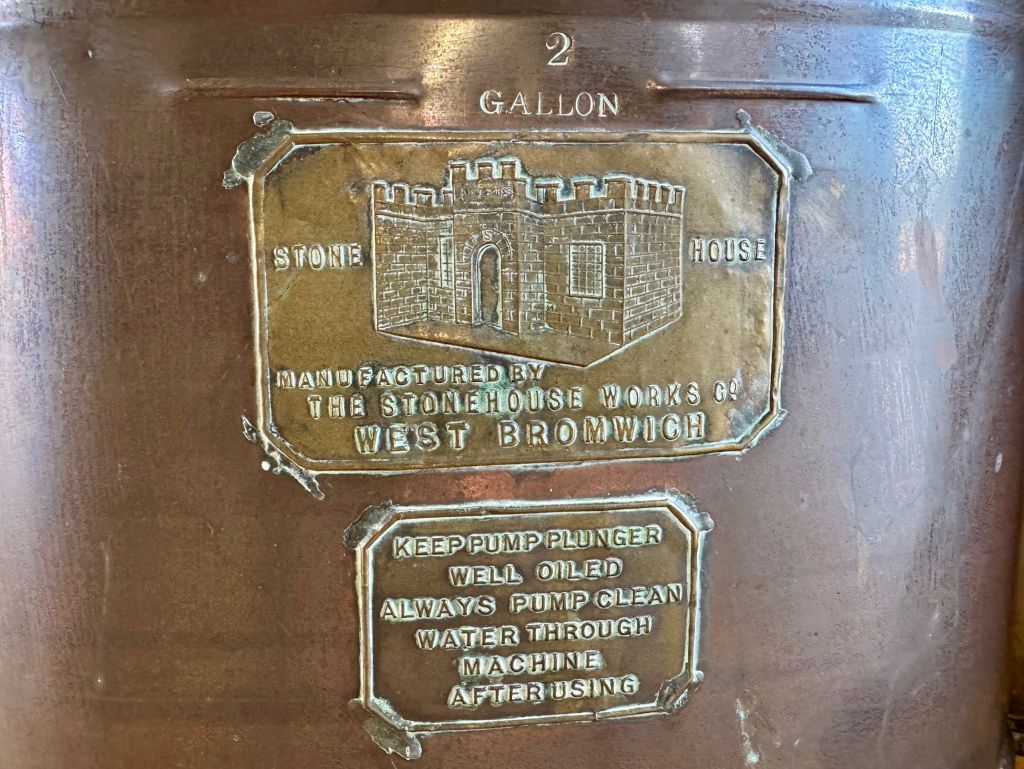 2
GALLON
STONE HOUSE
MANUFACTURED BY
THE STONEHOUSE WORKS Cº
WEST BROMWICH
KEEP PUMP PLUNGER
WELL OILED
ALWAYS PUMP CLEAN
WATER THROUGH
MACHINE
AFTER USING